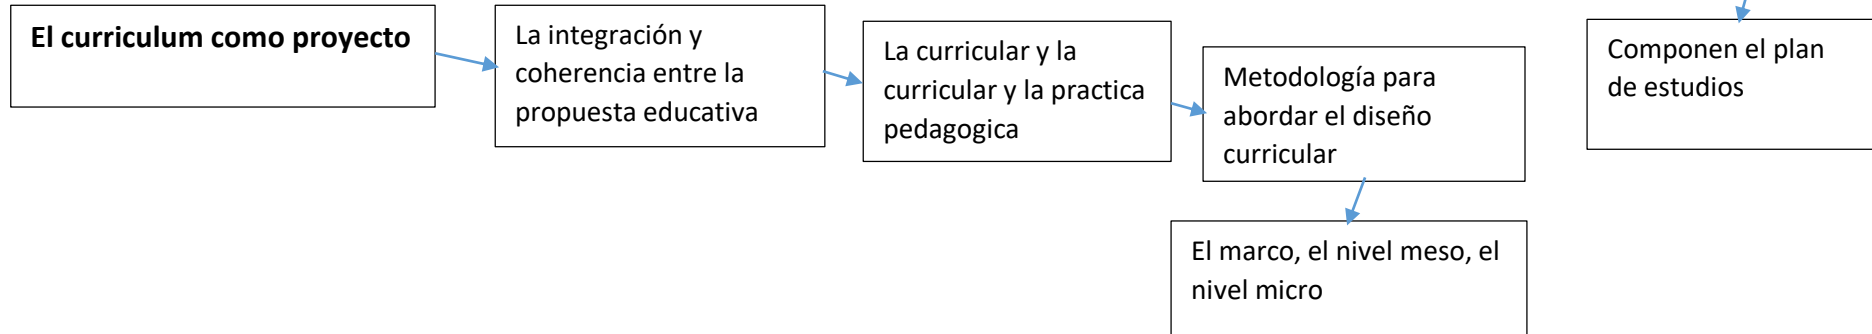 El curriculum como proyecto
La integración y
coherencia entre la
propuesta educativa
La curricular y la
curricular y la practica
pedagogica
Metodología para
abordar el diseño
curricular
El marco, el nivel meso, el
nivel micro
Componen el plan
de estudios